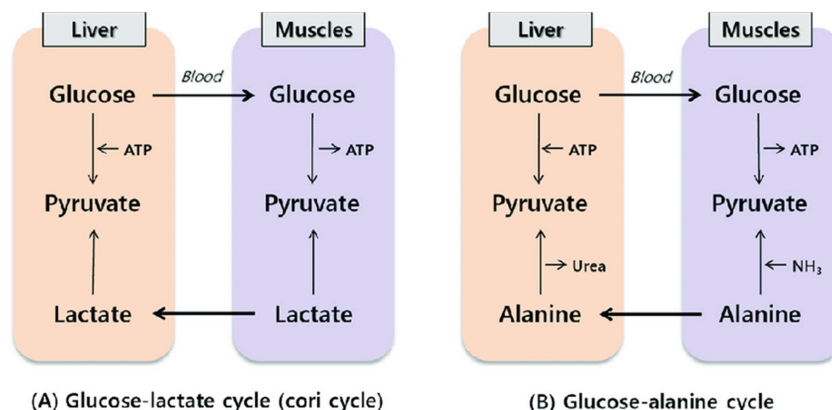 Liver
Muscles
Blood
Glucose
Glucose
ATP
ATP
Pyruvate
Pyruvate
Lactate
Lactate
(A) Glucose-lactate cycle (cori cycle)
Liver
Muscles
Blood
Glucose
Glucose
ATP
ATP
Pyruvate
Pyruvate
Urea
NH₃
Alanine
Alanine
(B) Glucose-alanine cycle